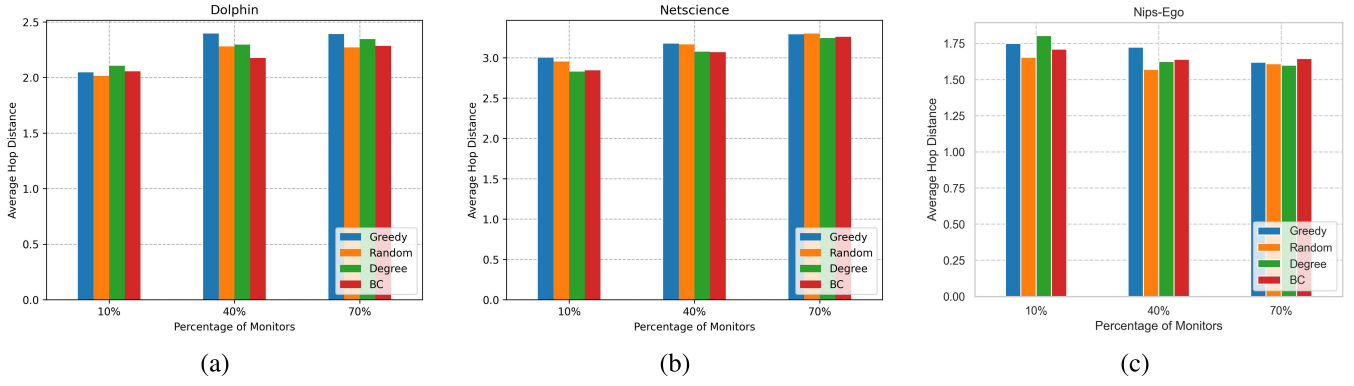 Dolphin
Average Hop Distance
2.5
2.0
1.5
1.0
0.5
0.0
Greedy
Random
Degree
BC
10%
40%
70%
Percentage of Monitors
(a)
Netscience
Average Hop Distance
3.0
2.5
2.0
1.5
1.0
0.5
0.0
Greedy
Random
Degree
BC
10%
40%
70%
Percentage of Monitors
(b)
Nips-Ego
Average Hop Distance
1.75
1.50
1.25
1.00
0.75
0.50
0.25
0.00
Greedy
Random
Degree
BC
10%
40%
70%
Percentage of Monitors
(c)